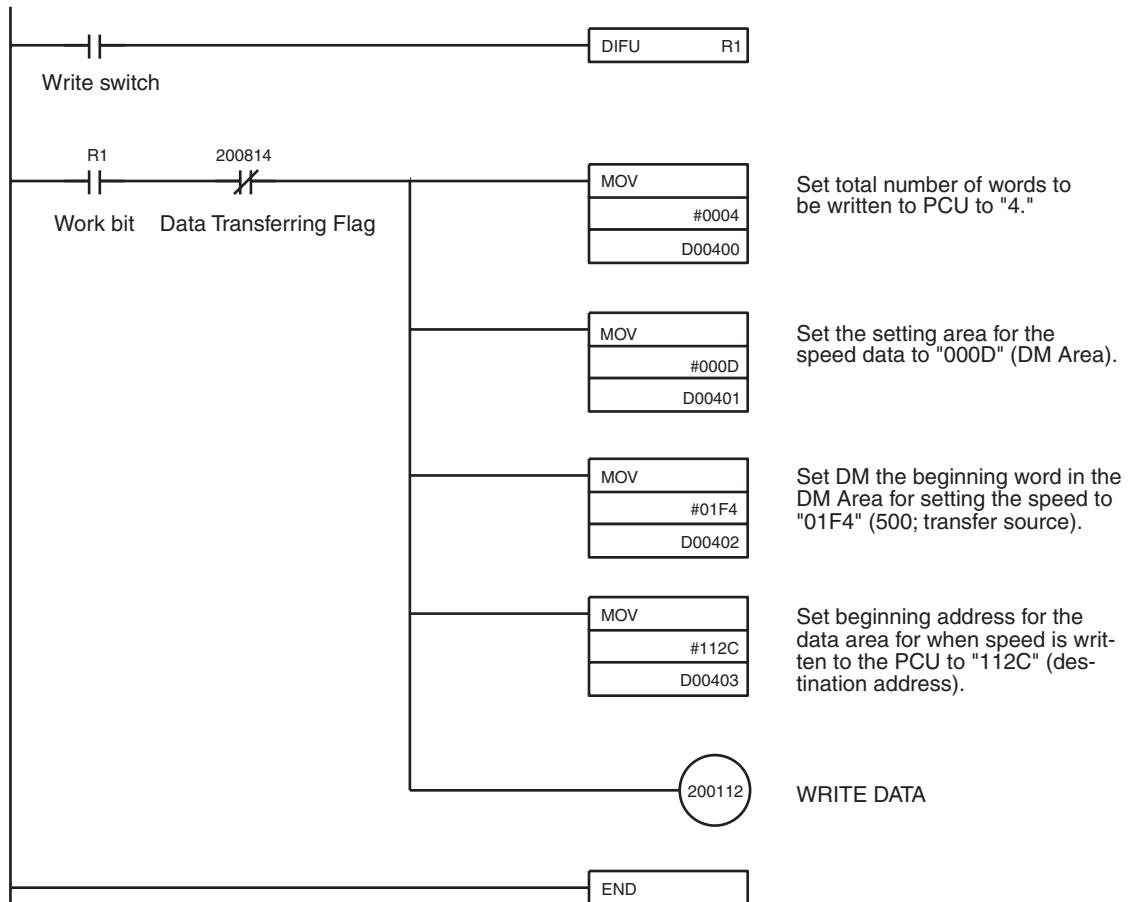 DIFU R1
Write switch
R1 200814
Work bit Data Transferring Flag
MOV
#0004
D00400
Set total number of words to
be written to PCU to "4."
MOV
#000D
D00401
Set the setting area for the
speed data to "000D" (DM Area).
MOV
#01F4
D00402
Set DM the beginning word in the
DM Area for setting the speed to
"01F4" (500; transfer source).
MOV
#112C
D00403
Set beginning address for the
data area for when speed is writ-
ten to the PCU to "112C" (des-
tination address).
200112
WRITE DATA
END